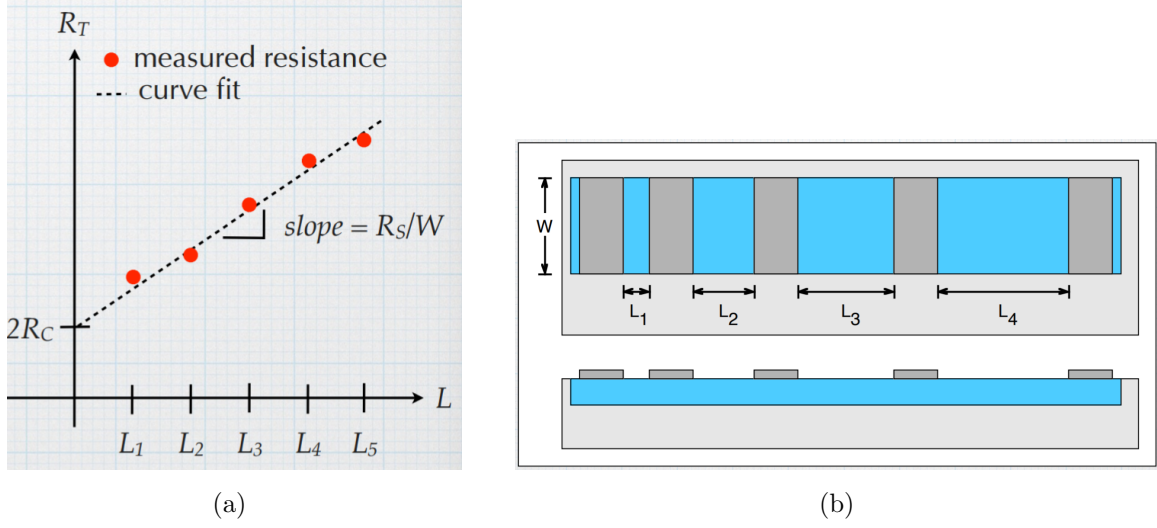 R_T
measured resistance
curve fit
slope = R_S/W
2R_C
L
L_1 L_2 L_3 L_4 L_5
(a)
W
L_1 L_2 L_3 L_4
(b)